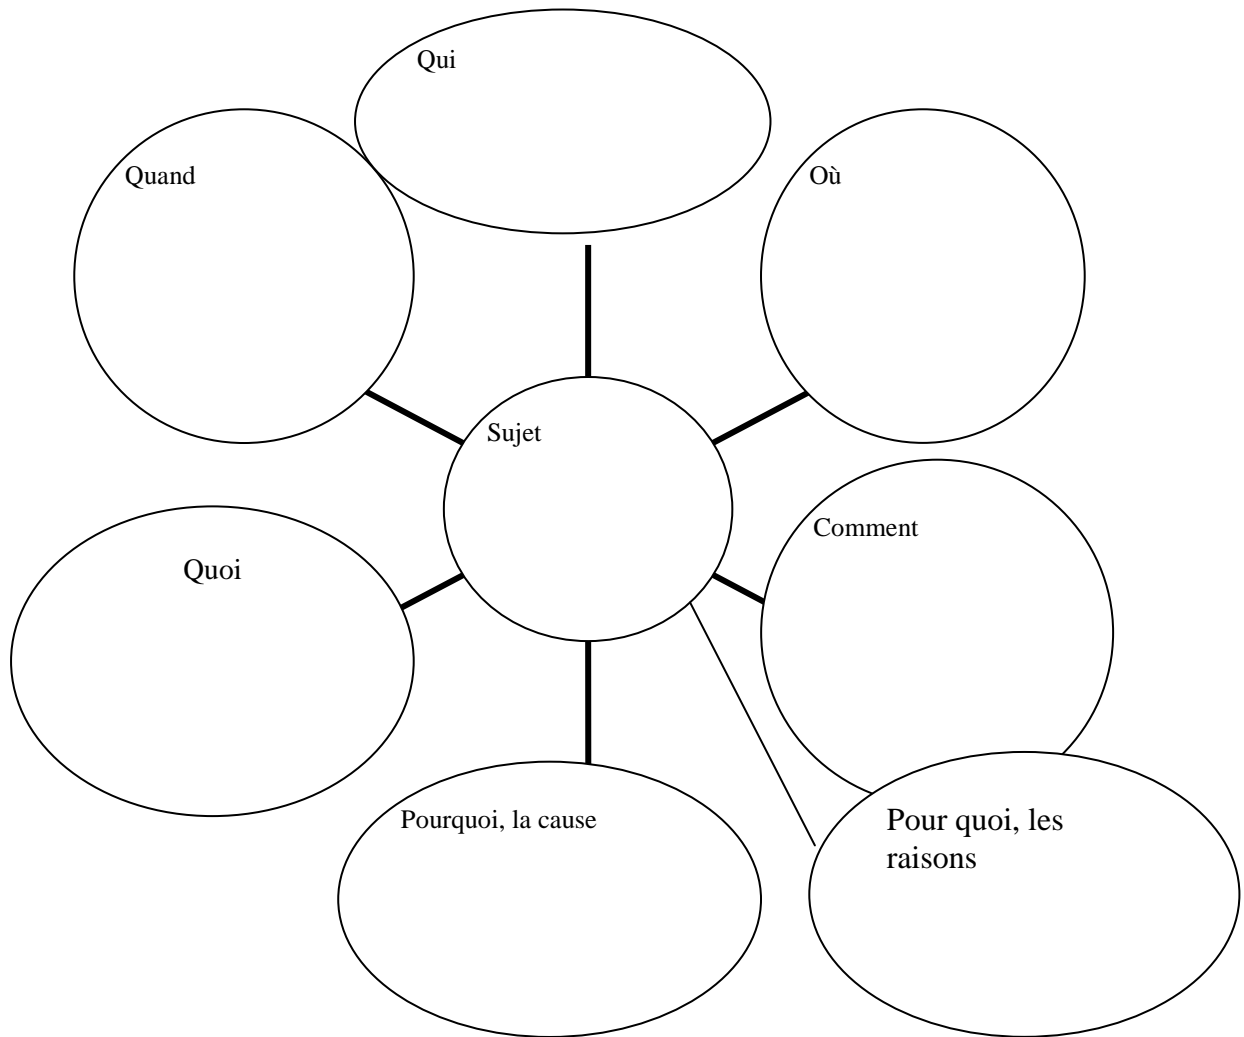 Qui
Quand
Où
Sujet
Comment
Quoi
Pourquoi, la cause
Pour quoi, les
raisons